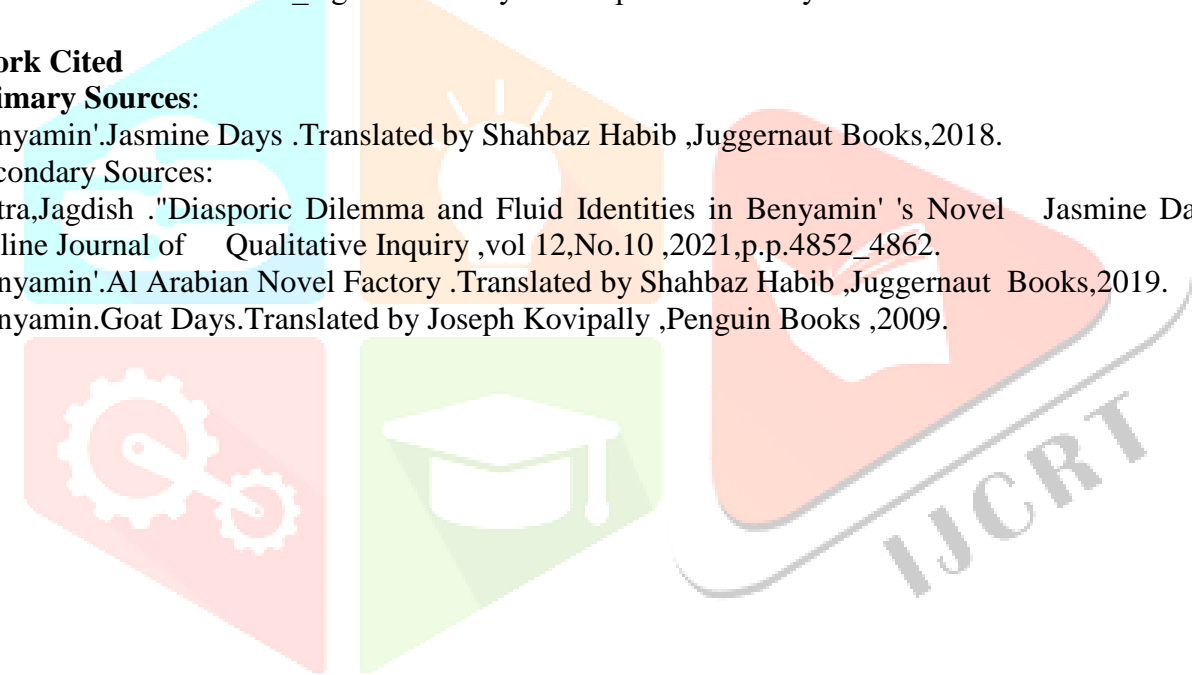 ork Cited
imary Sources:
nyamin'.Jasmine Days .Translated by Shahbaz Habib ,Juggernaut Books,2018.
condary Sources:
tra,Jagdish ."Diasporic Dilemma and Fluid Identities in Benyamin' 's Novel Jasmine Da
line Journal of Qualitative Inquiry ,vol 12,No.10 ,2021,p.p.4852_4862.
nyamin'.Al Arabian Novel Factory .Translated by Shahbaz Habib ,Juggernaut Books,2019.
nyamin.Goat Days.Translated by Joseph Kovipally ,Penguin Books ,2009.
IJCRT